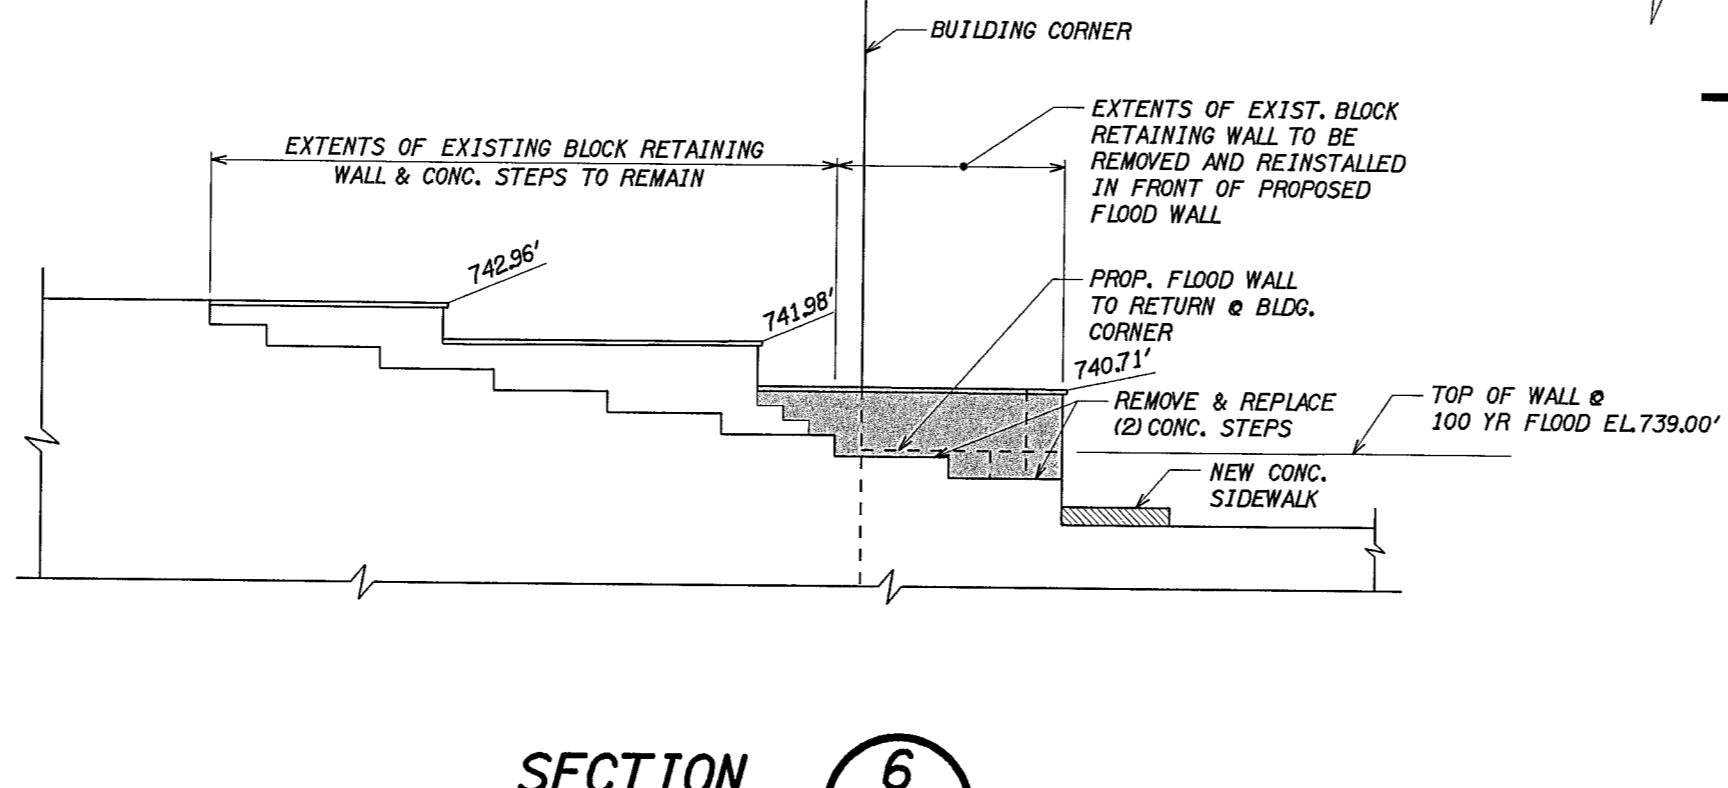 BUILDING CORNER
EXTENTS OF EXISTING BLOCK RETAINING
WALL & CONC. STEPS TO REMAIN
EXTENTS OF EXIST. BLOCK
RETAINING WALL TO BE
REMOVED AND REINSTALLED
IN FRONT OF PROPOSED
FLOOD WALL
742.96'
741.98'
PROP. FLOOD WALL
TO RETURN @ BLDG.
CORNER
740.71'
REMOVE & REPLACE
(2) CONC. STEPS
TOP OF WALL @
100 YR FLOOD EL.739.00'
NEW CONC.
SIDEWALK
SECTION
6